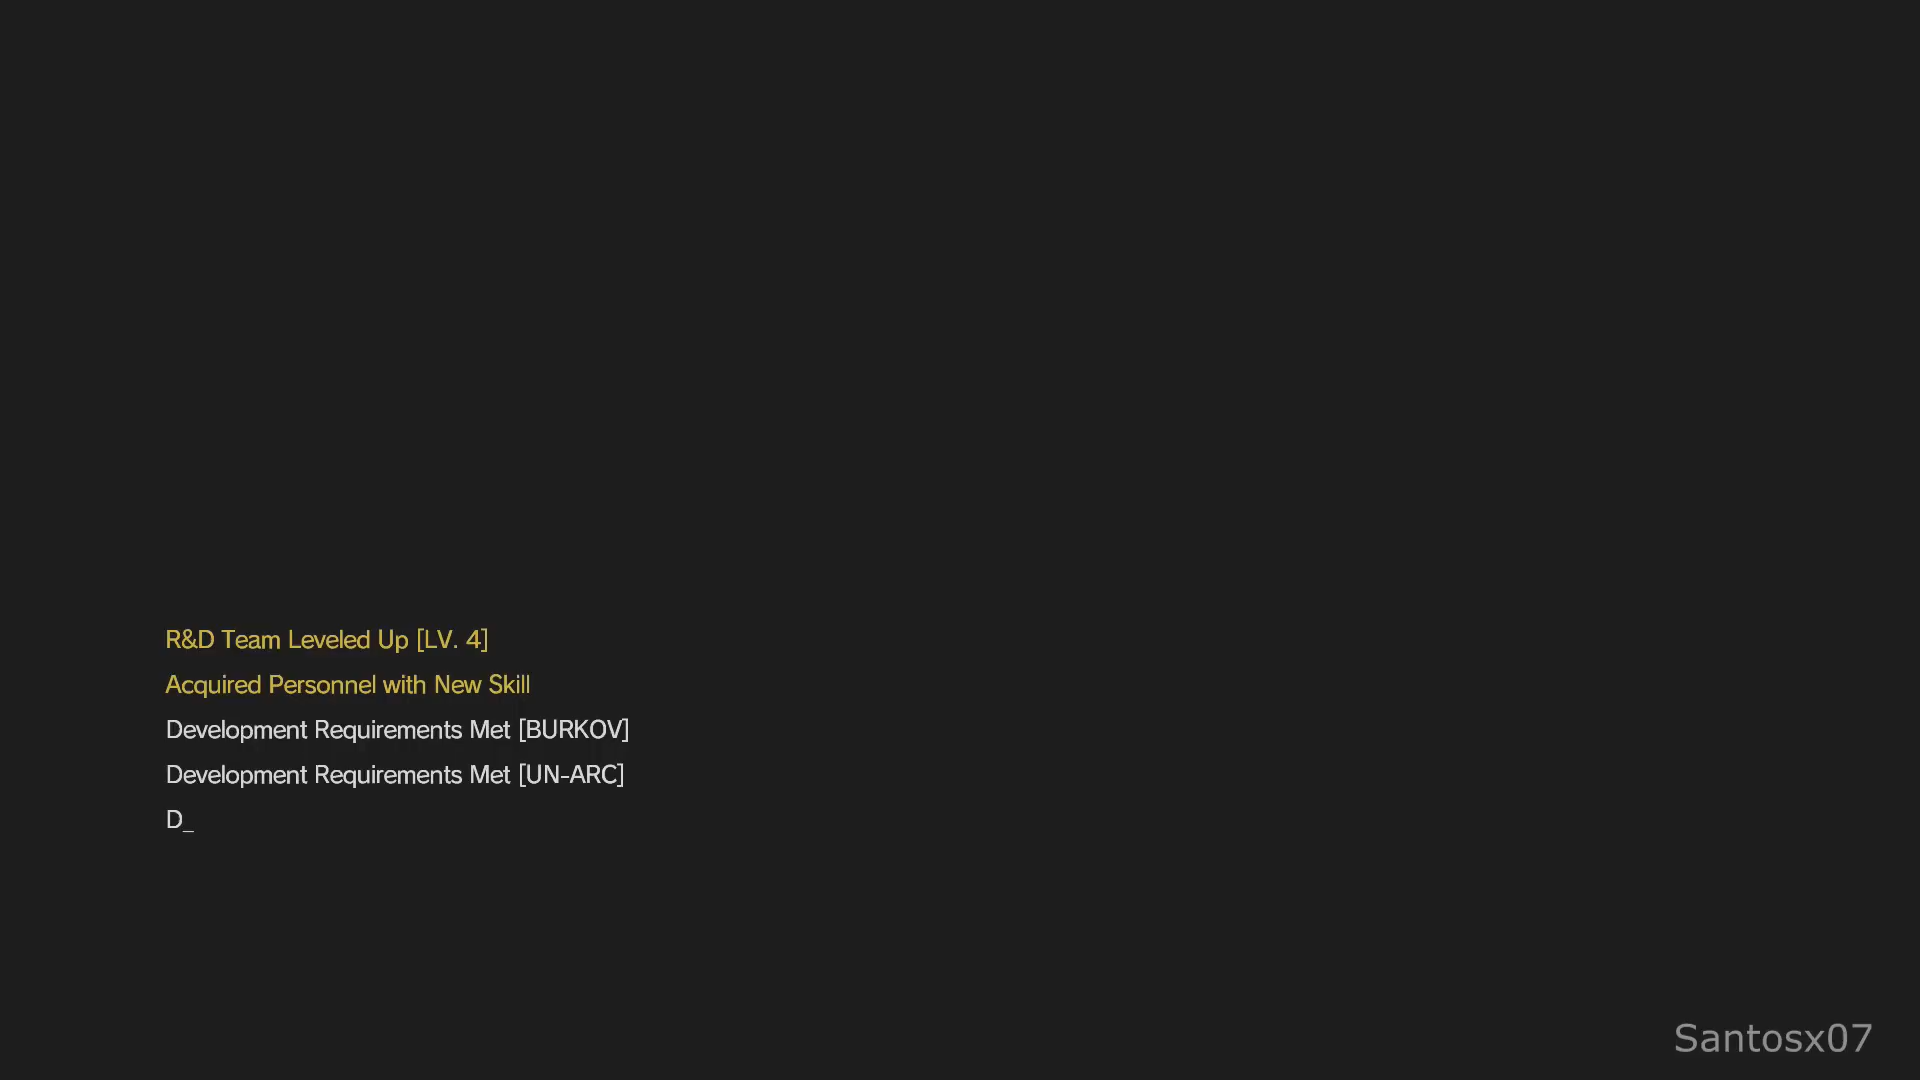 R&D Team Leveled Up [LV. 4]
Acquired Personnel with New Skill
Development Requirements Met [BURKOV]
Development Requirements Met [UN-ARC]
D_
Santosx07